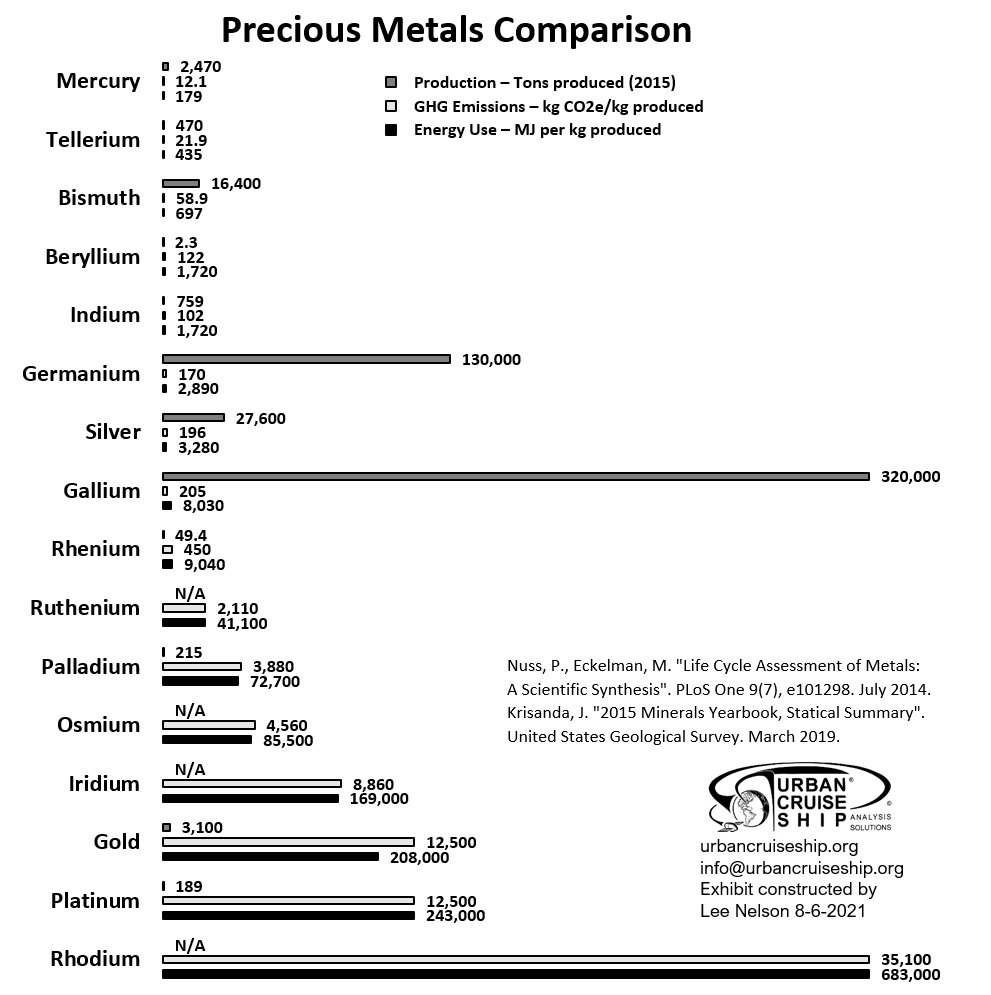 Precious Metals Comparison
Production – Tons produced (2015)
GHG Emissions – kg CO2e/kg produced
Energy Use – MJ per kg produced
Mercury
2,470
12.1
179
Tellerium
470
21.9
435
Bismuth
16,400
58.9
697
Beryllium
2.3
122
1,720
Indium
759
102
1,720
Germanium
130,000
170
2,890
Silver
27,600
196
3,280
Gallium
320,000
205
8,030
Rhenium
49.4
450
9,040
Ruthenium
N/A
2,110
41,100
Palladium
215
3,880
72,700
Osmium
N/A
4,560
85,500
Iridium
N/A
8,860
169,000
Gold
3,100
12,500
208,000
Platinum
189
12,500
243,000
Rhodium
N/A
35,100
683,000
Nuss, P., Eckelman, M. "Life Cycle Assessment of Metals:
A Scientific Synthesis". PLoS One 9(7), e101298. July 2014.
Krisanda, J. "2015 Minerals Yearbook, Statical Summary".
United States Geological Survey. March 2019.
URBAN®
CRUISE ©
SHIP ANALYSIS
SOLUTIONS
urbancruiseship.org
info@urbancruiseship.org
Exhibit constructed by
Lee Nelson 8-6-2021